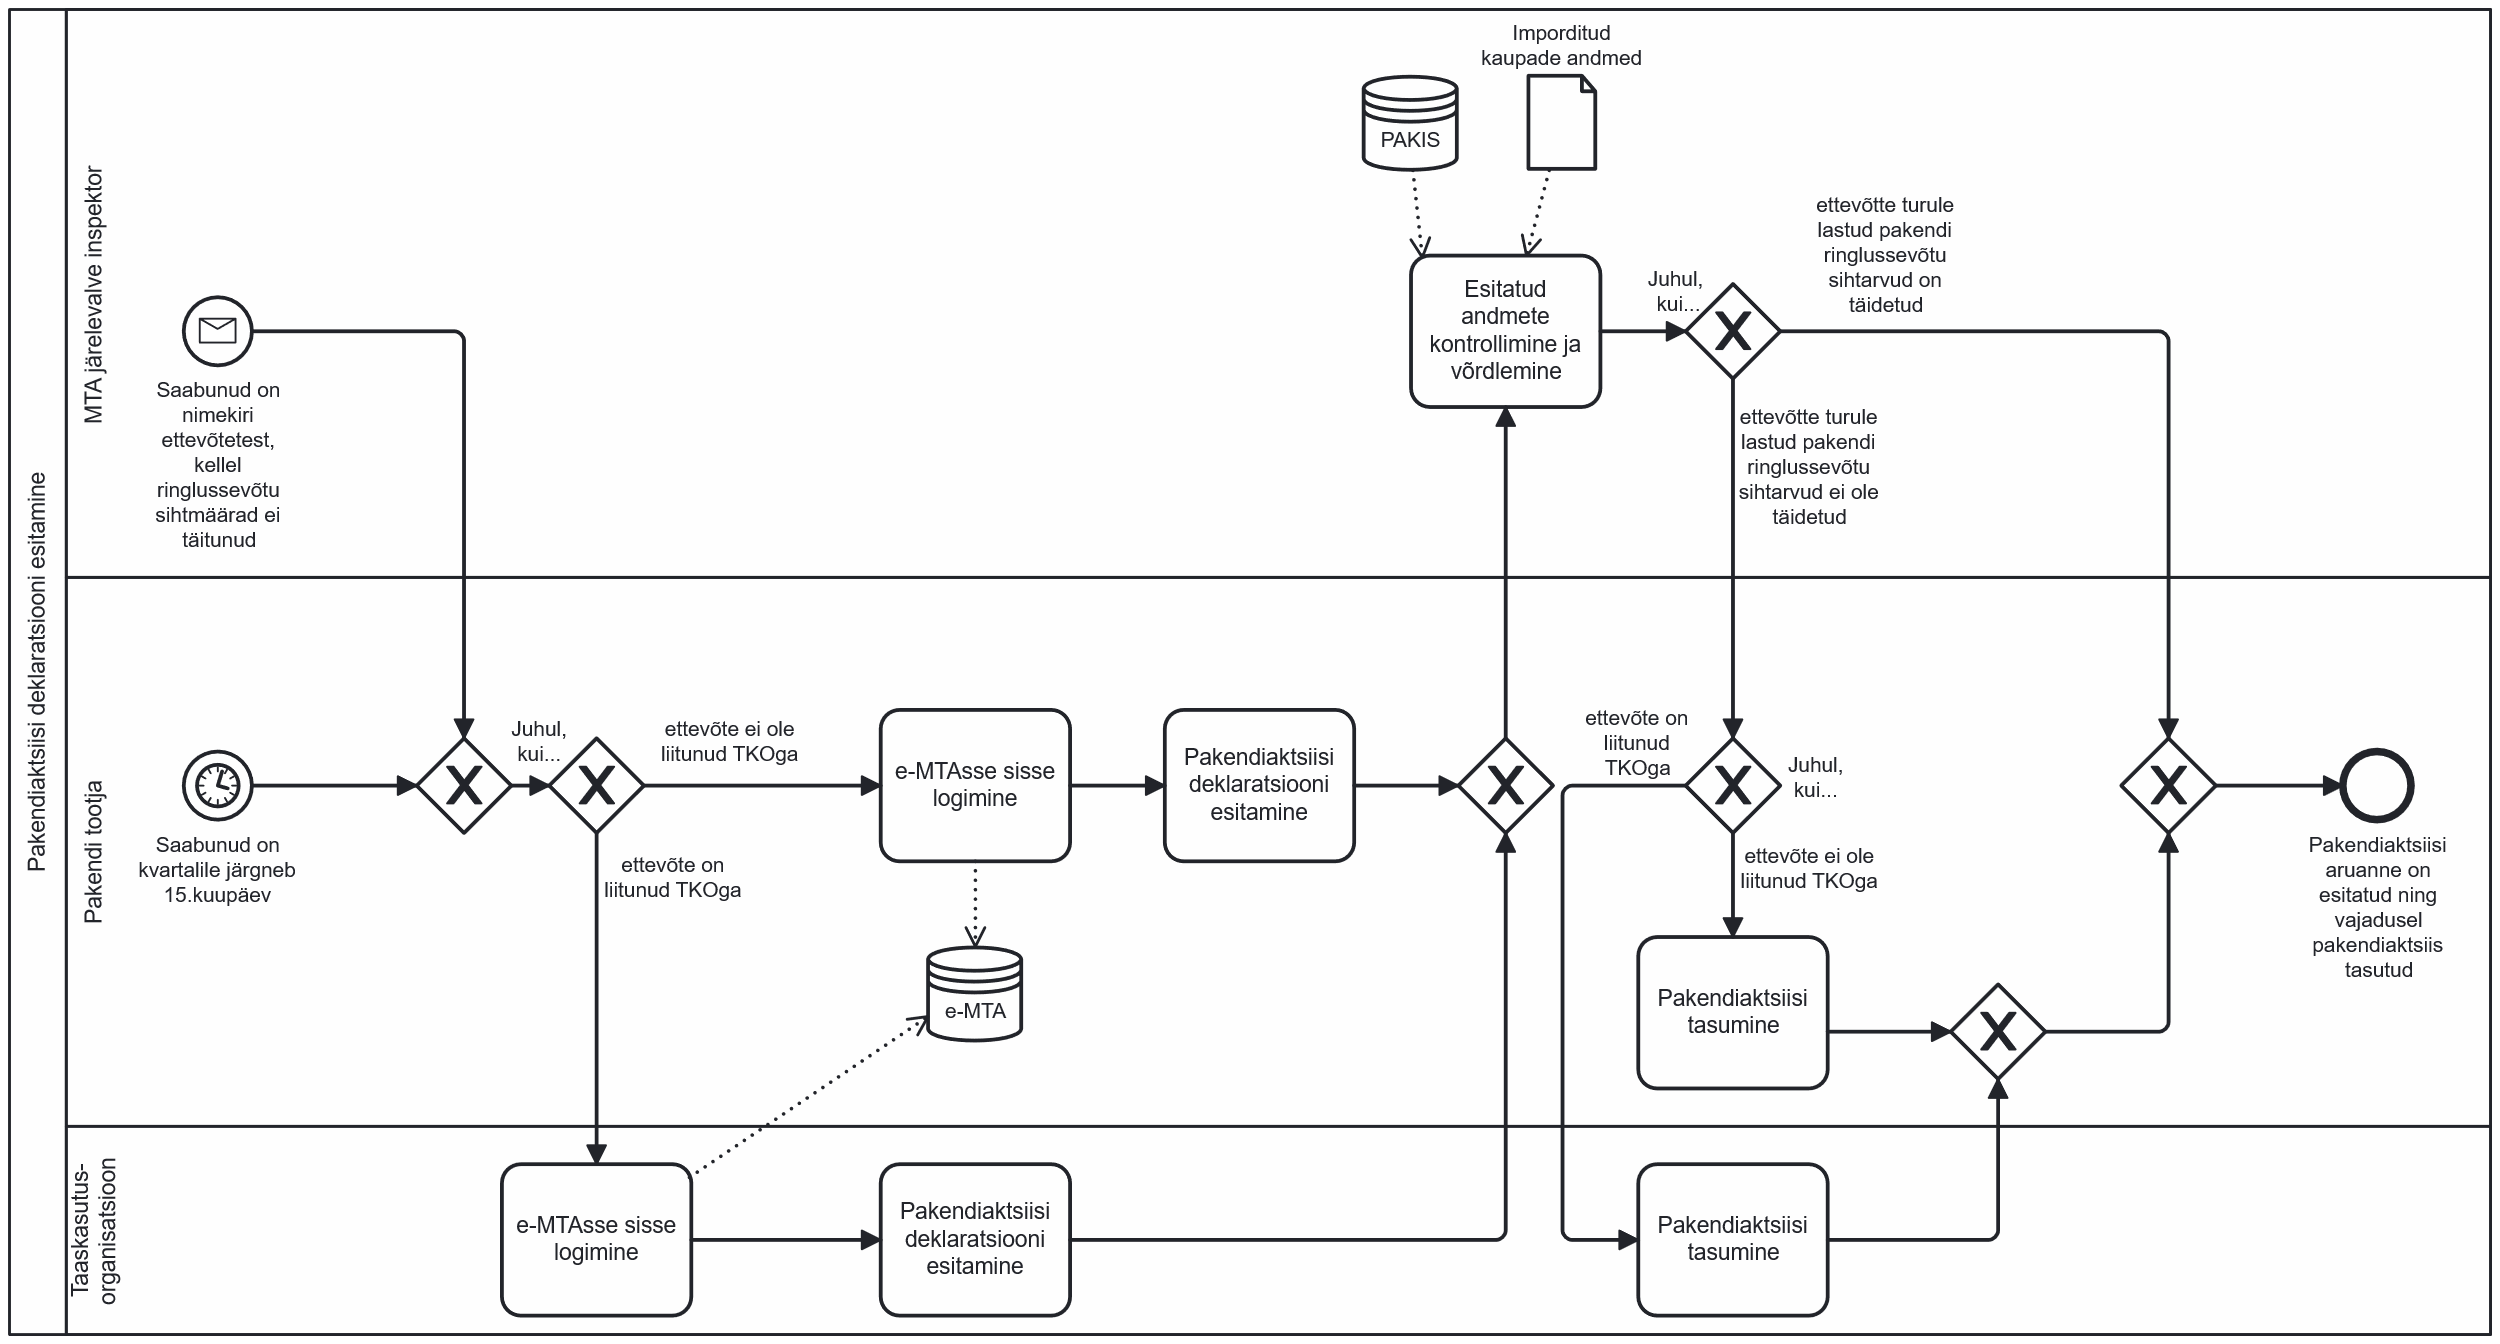 Pakendiaktsiisi deklaratsiooni esitamine
MTA järelevalve inspektor
Saabunud on
nimekiri
ettevõtetest,
kellel
ringlussevõtu
sihtmäärad ei
täitunud
PAKIS
Imporditud
kaupade andmed
Esitatud
andmete
kontrollimine ja
võrdlemine
Juhul,
kui...
ettevõtte turule
lastud pakendi
ringlussevõtu
sihtarvud on
täidetud
ettevõtte turule
lastud pakendi
ringlussevõtu
sihtarvud ei ole
täidetud
Pakendi tootja
Saabunud on
kvartalile järgneb
15.kuupäev
Juhul,
kui...
ettevõte ei ole
liitunud TKOga
ettevõte on
liitunud TKOga
e-MTAsse sisse
logimine
Pakendiaktsiisi
deklaratsiooni
esitamine
e-MTA
ettevõte on
liitunud
TKOga
Juhul,
kui...
ettevõte ei ole
liitunud TKOga
Pakendiaktsiisi
tasumine
Pakendiaktsiisi
aruanne on
esitatud ning
vajadusel
pakendiaktsiis
tasutud
Taaskasutus-
organisatsioon
e-MTAsse sisse
logimine
Pakendiaktsiisi
deklaratsiooni
esitamine
Pakendiaktsiisi
tasumine